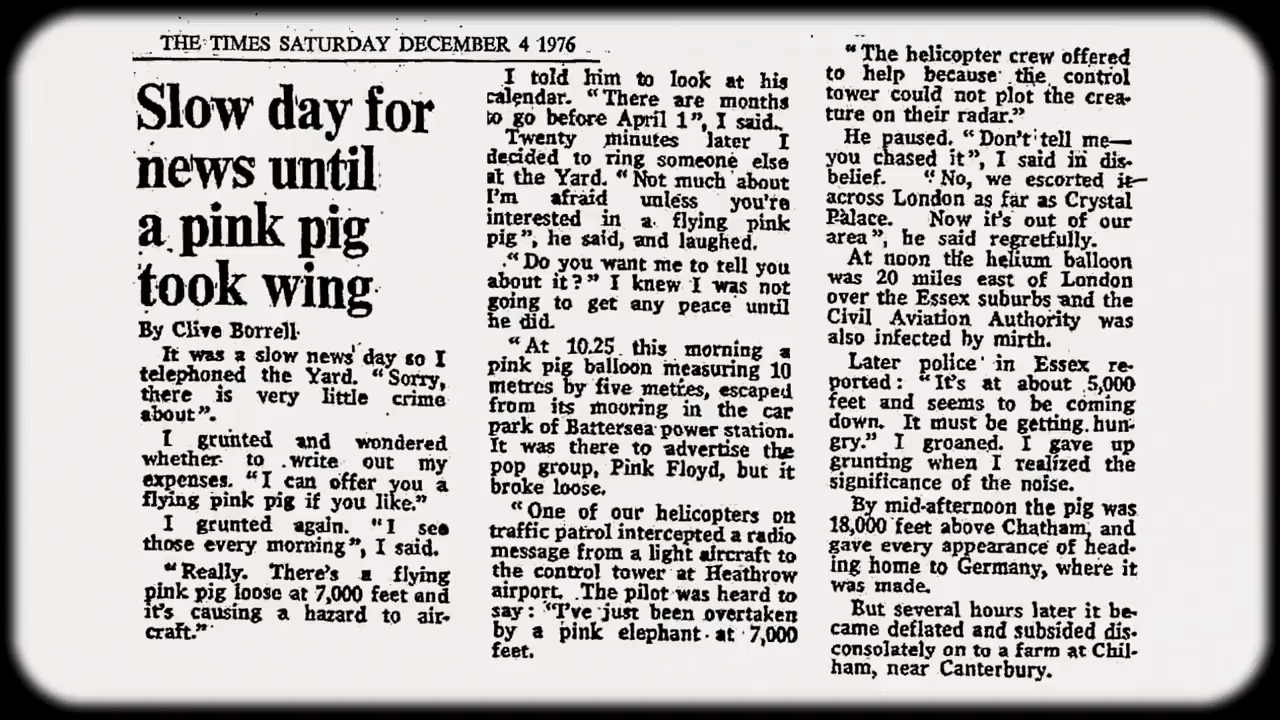 THE TIMES SATURDAY DECEMBER 4 1976
Slow day for
news until
a pink pig
took wing
By Clive Borrell
It was a slow news day so I
telephoned the Yard. "Sorry,
there is very little crime
about".
I grunted and wondered
whether to write out my
expenses. "I can offer you a
flying pink pig if you like."
I grunted again. "I see
those every morning", I said.
"Really. There's a flying
pink pig loose at 7,000 feet and
it's causing a hazard to air-
craft."
I told him to look at his
calendar. "There are months
to go before April 1", I said.
Twenty minutes later I
decided to ring someone else
at the Yard. "Not much about
I'm afraid unless you're
interested in a flying pink
pig", he said, and laughed.
"Do you want me to tell you
about it?" I knew I was not
going to get any peace until
he did.
"At 10.25 this morning a
pink pig balloon measuring 10
metres by five metres, escaped
from its mooring in the car
park of Battersea power station.
It was there to advertise the
pop group, Pink Floyd, but it
broke loose.
"One of our helicopters on
traffic patrol intercepted a radio
message from a light aircraft to
the control tower at Heathrow
airport. The pilot was heard to
say: "I've just been overtaken
by a pink elephant at 7,000
feet.
"The helicopter crew offered
to help because the control
tower could not plot the crea-
ture on their radar."
He paused. "Don't tell me—
you chased it", I said in dis-
belief. "No, we escorted it
across London as far as Crystal
Palace. Now it's out of our
area", he said regretfully.
At noon the helium balloon
was 20 miles east of London
over the Essex suburbs and the
Civil Aviation Authority was
also infected by mirth.
Later police in Essex re-
ported: "It's at about 5,000
feet and seems to be coming
down. It must be getting hun-
gry." I groaned. I gave up
grunting when I realized the
significance of the noise.
By mid-afternoon the pig was
18,000 feet above Chatham, and
gave every appearance of head-
ing home to Germany, where it
was made.
But several hours later it be-
came deflated and subsided dis-
consolately on to a farm at Chil-
ham, near Canterbury.